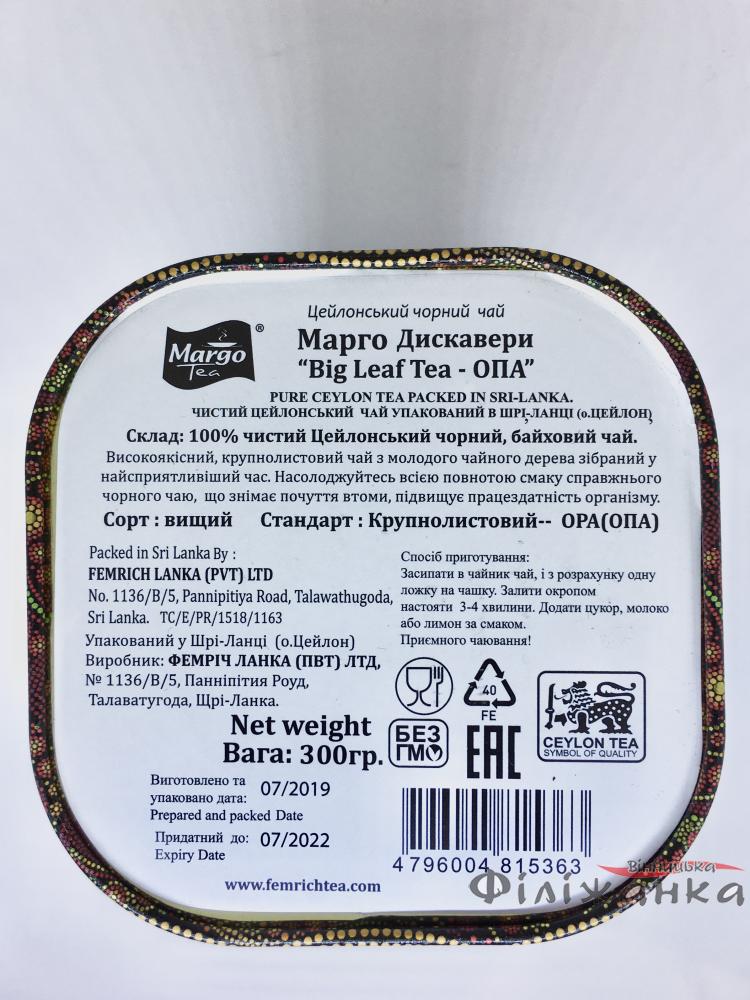 Цейлонський чорний чай
Margo
Tea
®
Марго Дискавери
“Big Leaf Tea - ОПА”
PURE CEYLON TEA PACKED IN SRI-LANKA.
ЧИСТИЙ ЦЕЙЛОНСЬКИЙ ЧАЙ УПАКОВАНИЙ В ШРІ-ЛАНЦІ (о.ЦЕЙЛОН)
Склад: 100% чистий Цейлонський чорний, байховий чай.
Високоякісний, крупнолистовий чай з молодого чайного дерева зібраний у
найсприятливіший час. Насолоджуйтесь всією повнотою смаку справжнього
чорного чаю, що знімає почуття втоми, підвищує працездатність організму.
Сорт : вищий Стандарт : Крупнолистовий-- OPA(ОПА)
Packed in Sri Lanka By :
FEMRICH LANKA (PVT) LTD
No. 1136/B/5, Pannipitiya Road, Talawathugoda,
Sri Lanka. TC/E/PR/1518/1163
Упакований у Шрі-Ланці (о.Цейлон)
Виробник: ФЕМРІЧ ЛАНКА (ПВТ) ЛТД,
№ 1136/В/5, Панніпітия Роуд,
Талаватугода, Щрі-Ланка.
Спосіб приготування:
Засипати в чайник чай, і з розрахунку одну
ложку на чашку. Залити окропом
настояти 3-4 хвилини. Додати цукор, молоко
або лимон за смаком.
Приємного чаювання!
Net weight
Вага: 300гр.
БЕЗ
ГМО
40
FE
EAC
CEYLON TEA
SYMBOL OF QUALITY
Виготовлено та
упаковано дата: 07/2019
Prepared and packed Date
Придатний до: 07/2022
Expiry Date
4 796004 815363
www.femrichtea.com
Вінницька
Філіжанка